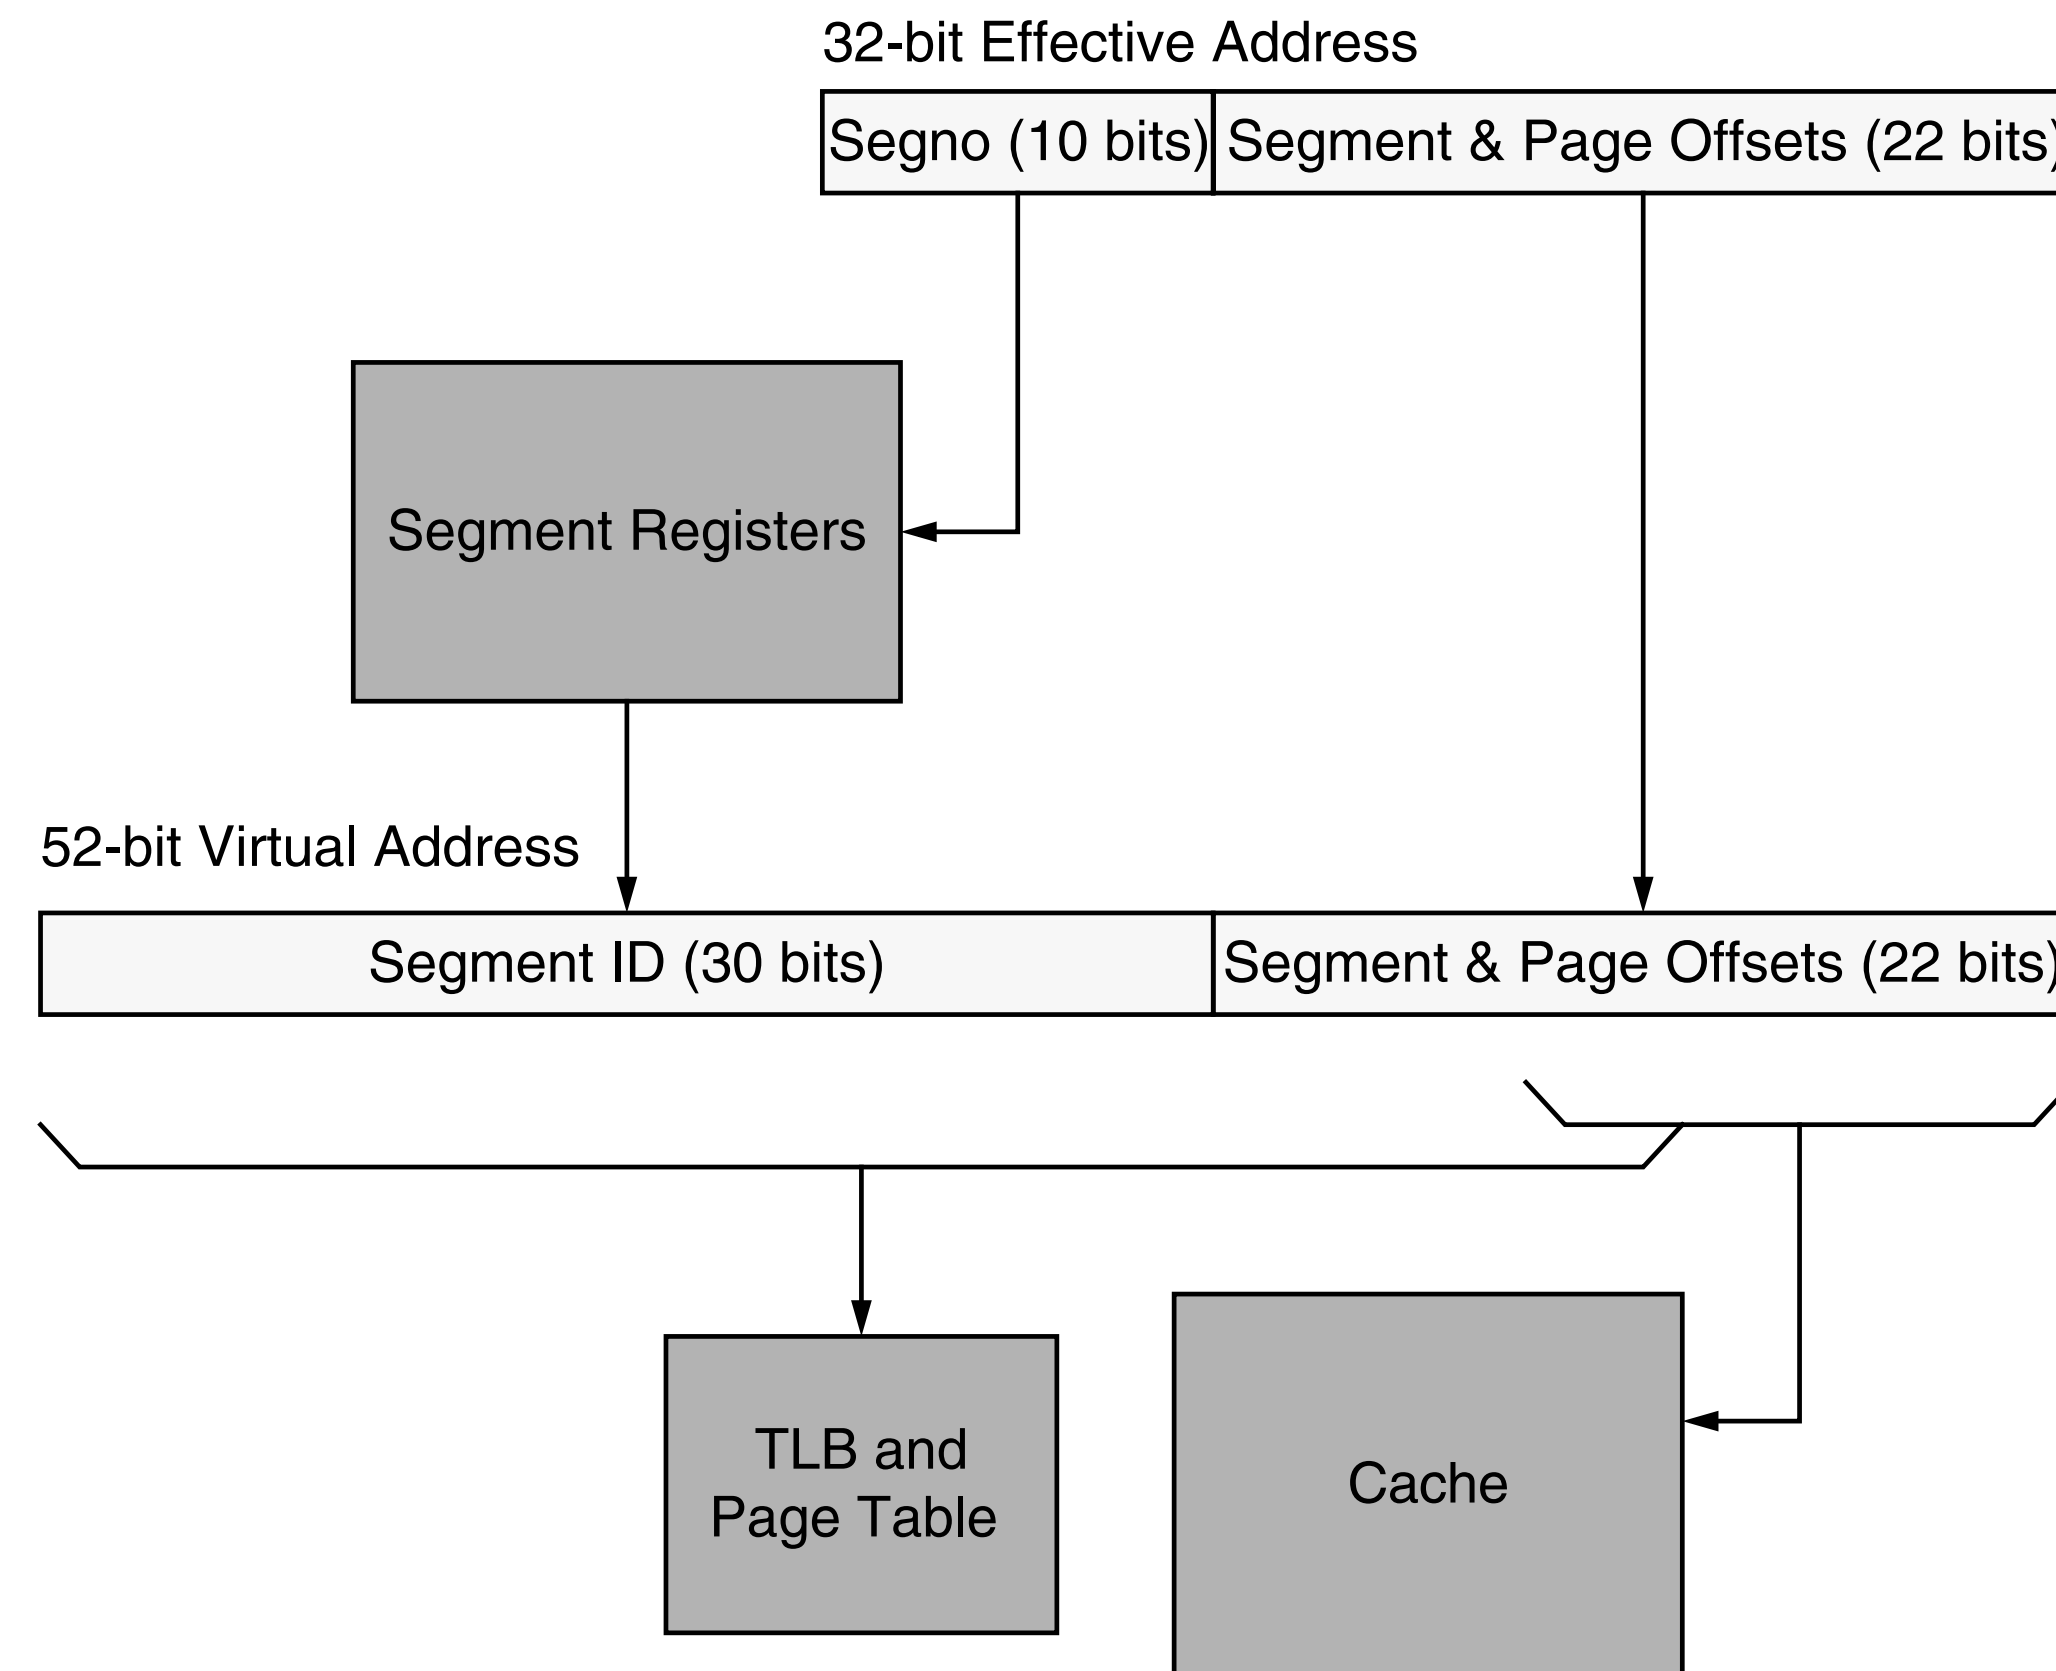 32-bit Effective Address
Segno (10 bits)
Segment & Page Offsets (22 bits)
Segment Registers
52-bit Virtual Address
Segment ID (30 bits)
Segment & Page Offsets (22 bits)
TLB and
Page Table
Cache